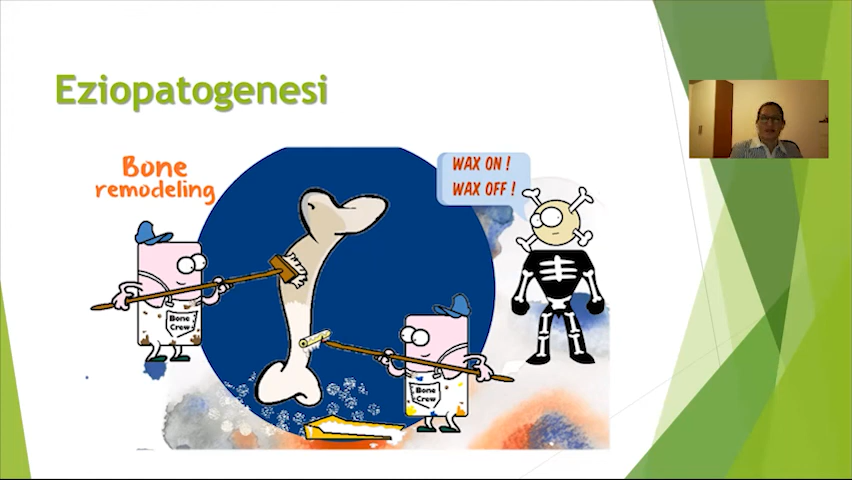 Eziopatogenesi
Bone
remodeling
WAX ON !
WAX OFF !
Bone
Crew
Bone
Crew